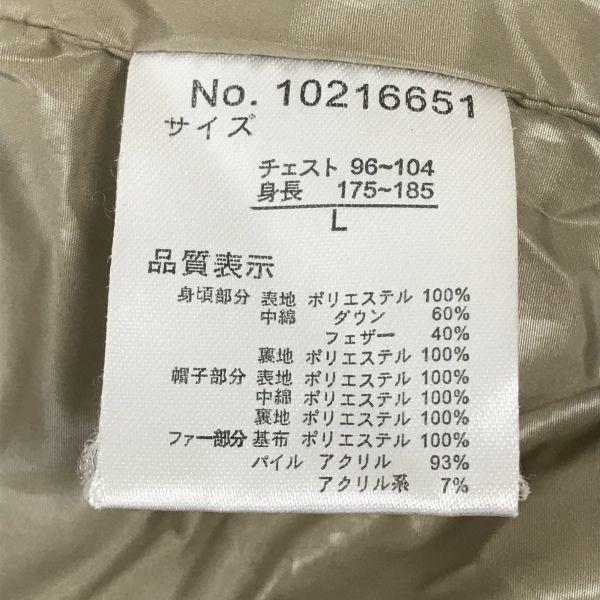 No. 10216651
サイズ
チェスト 96~104
身長 175~185
L
品質表示
身頃部分 表地 ポリエステル 100%
中綿 ダウン 60%
フェザー 40%
裏地 ポリエステル 100%
帽子部分 表地 ポリエステル 100%
中綿 ポリエステル 100%
裏地 ポリエステル 100%
ファー部分 基布 ポリエステル 100%
パイル アクリル 93%
アクリル系 7%